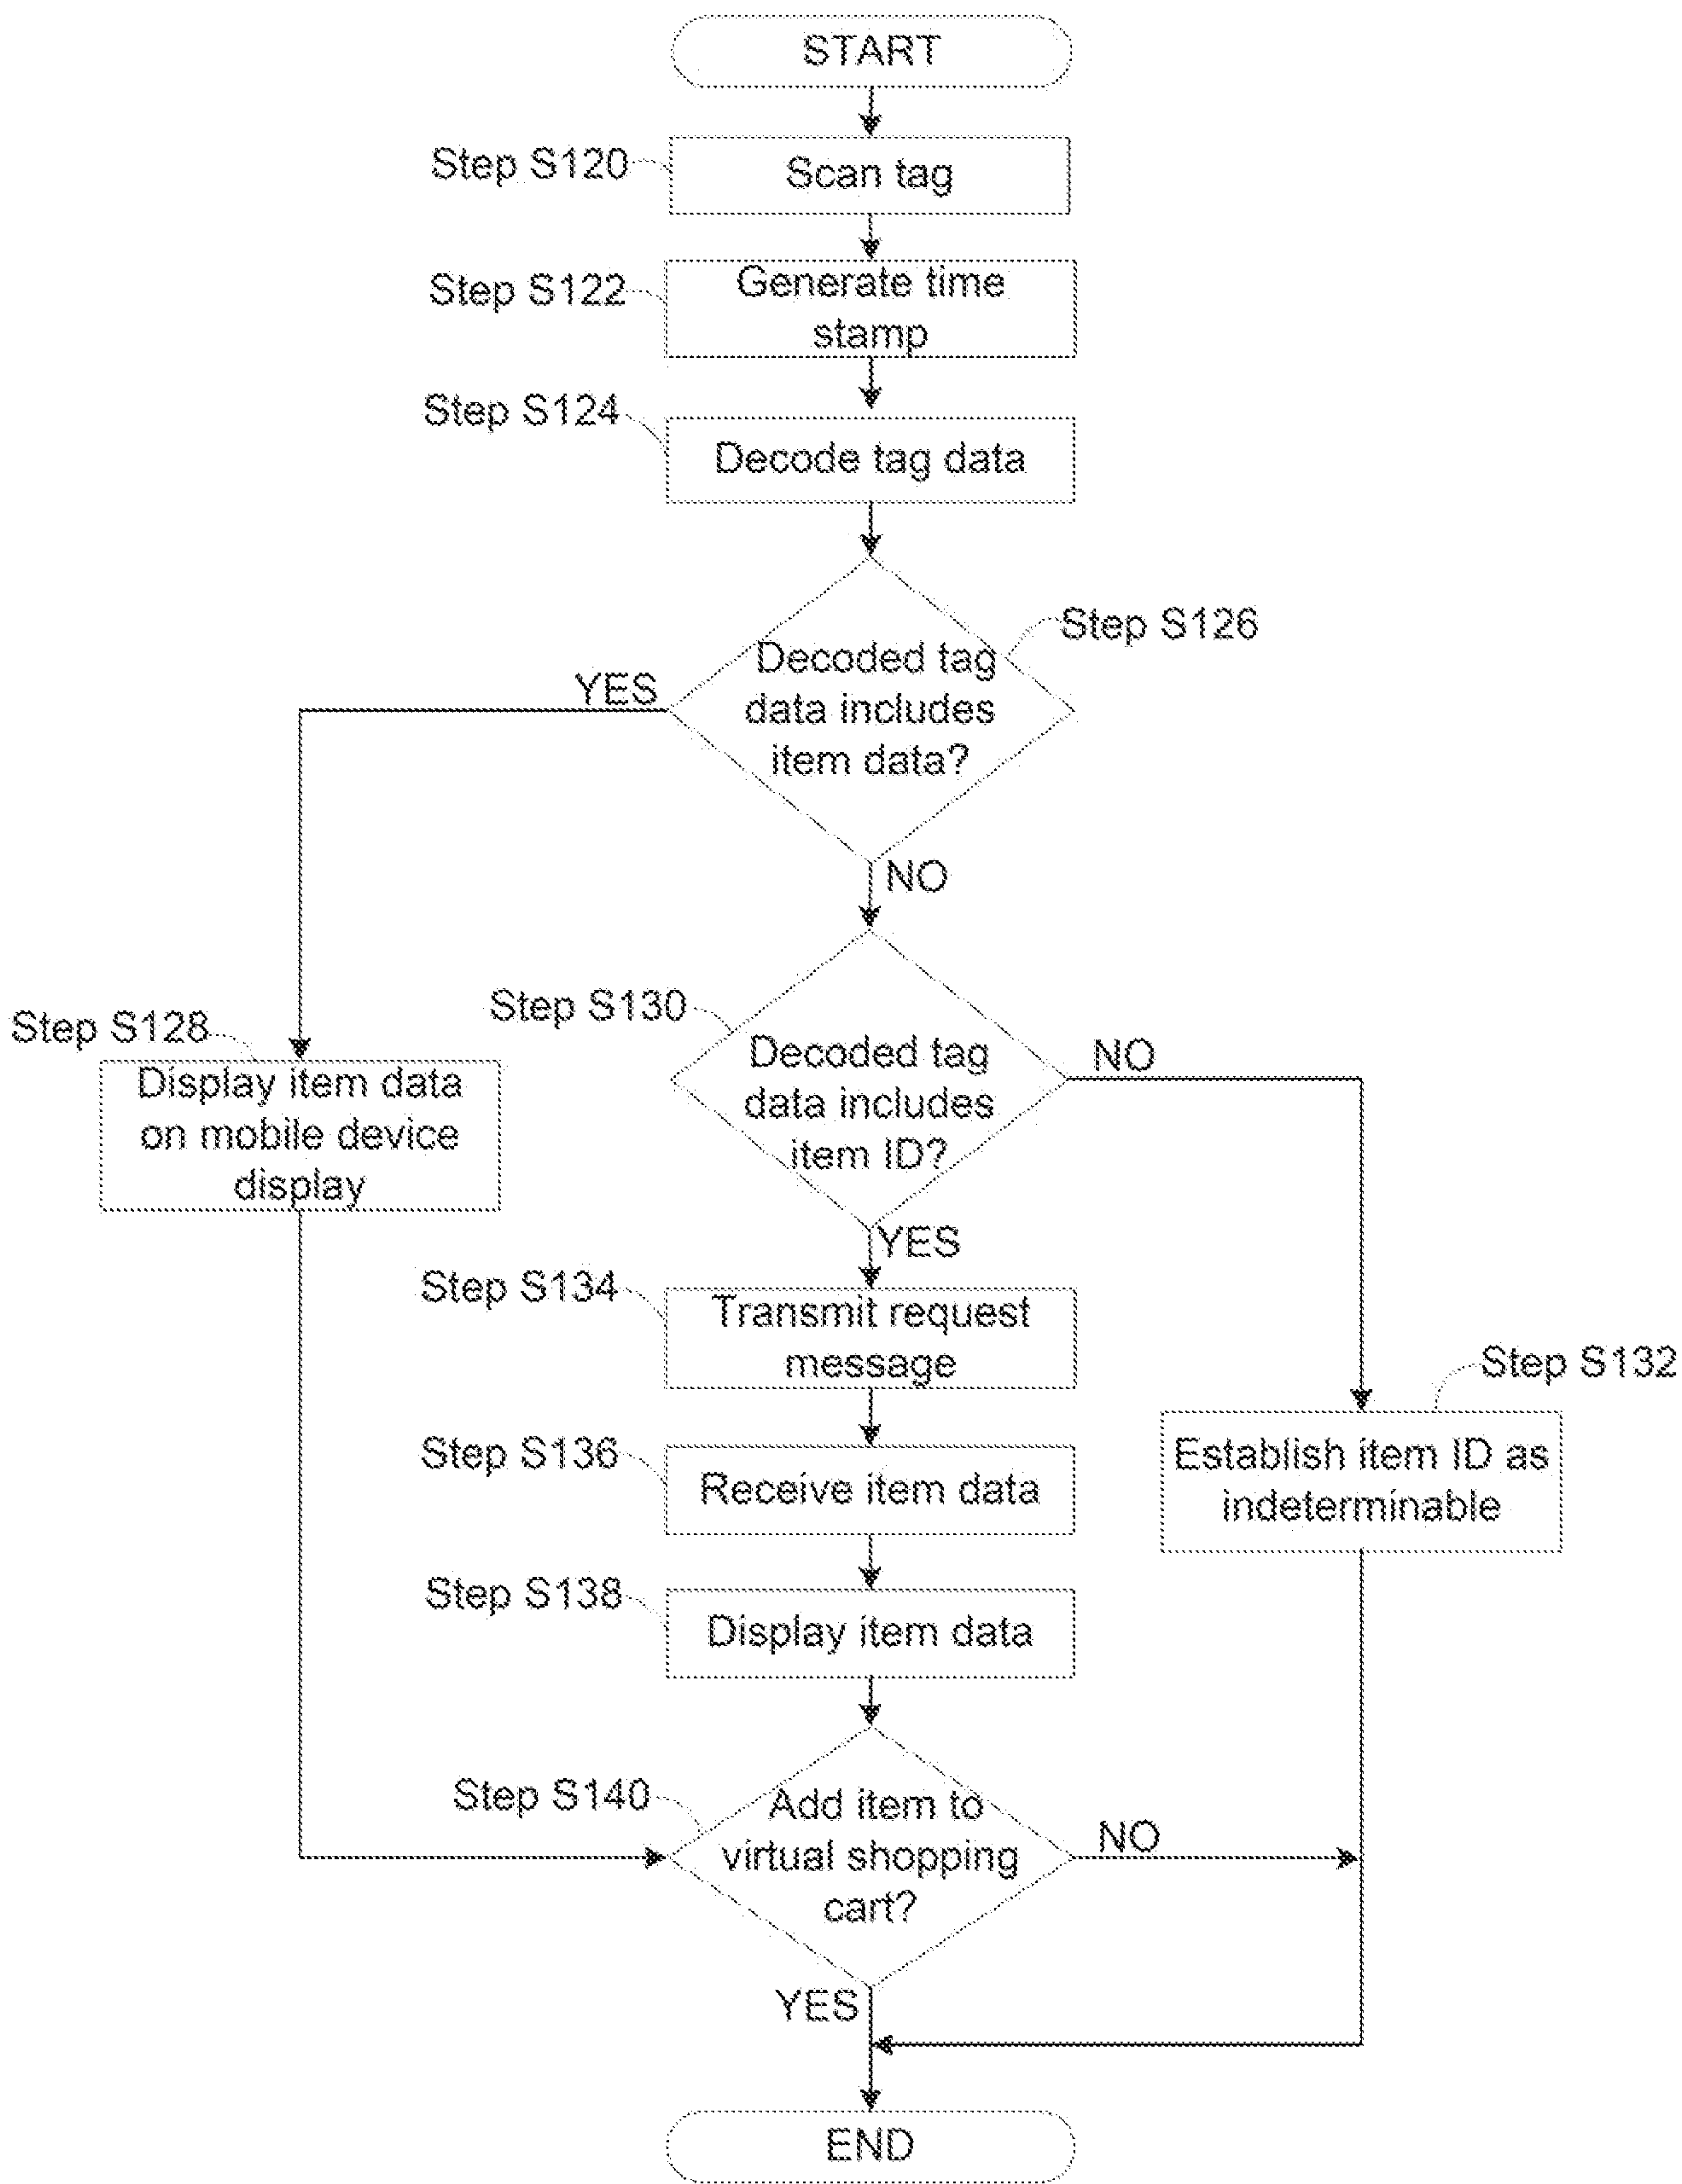 START
Step S120
Scan tag
Step S122
Generate time
stamp
Step S124
Decode tag data
Step S126
Decoded tag
data includes
item data?
YES
NO
Step S128
Display item data
on mobile device
display
Step S130
Decoded tag
data includes
item ID?
NO
YES
Step S134
Transmit request
message
Step S132
Establish item ID as
indeterminable
Step S136
Receive item data
Step S138
Display item data
Step S140
Add item to
virtual shopping
cart?
NO
YES
END